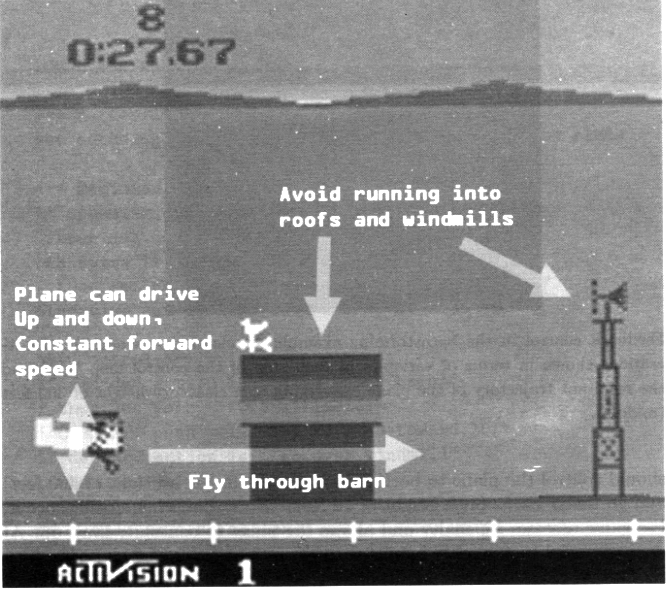 8
0:27.67
Avoid running into
roofs and windmills
Plane can drive
Up and down,
Constant forward
speed
Fly through barn
ACTIVISION 1